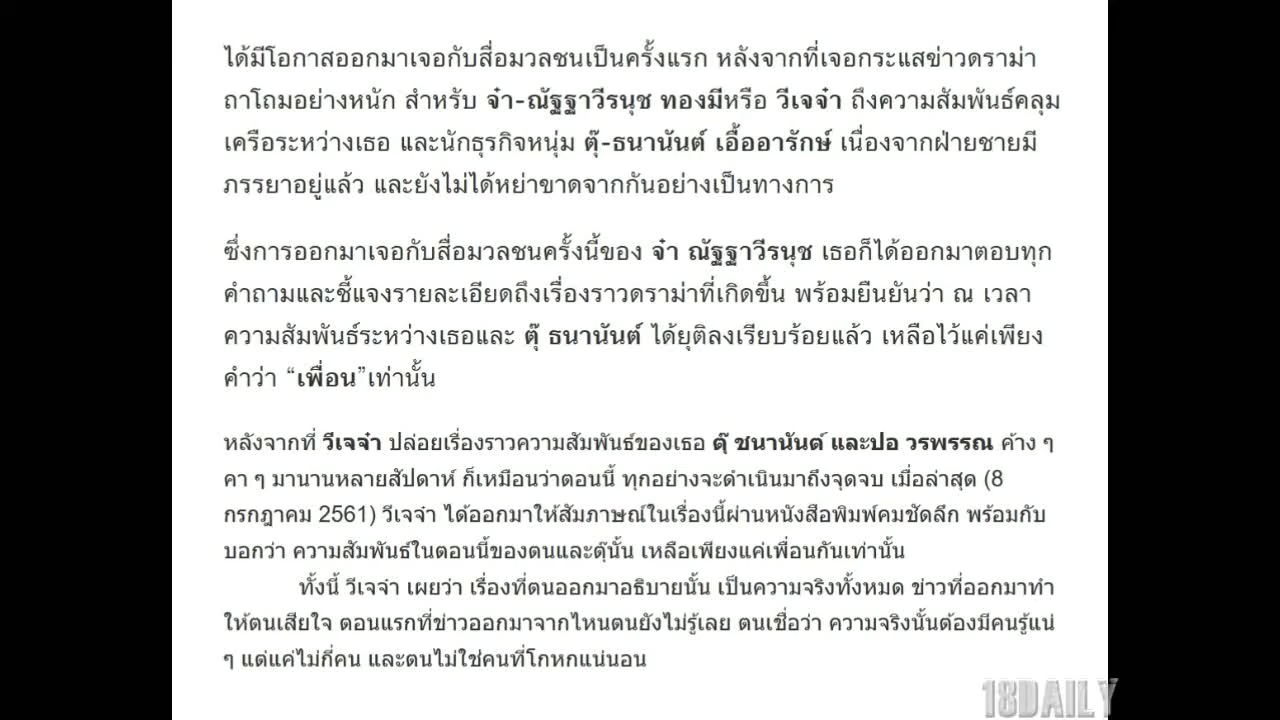 ได้มีโอกาสออกมาเจอกับสื่อมวลชนเป็นครั้งแรก หลังจากที่เจอกระแสข่าวดราม่า
ถาโถมอย่างหนัก สำหรับ จ๋า-ณัฐฐาวีรนุช ทองมีหรือ วีเจจ๋า ถึงความสัมพันธ์คลุม
เครือระหว่างเธอ และนักธุรกิจหนุ่ม ตุ๊-ธนานันต์ เอื้ออารักษ์ เนื่องจากฝ่ายชายมี
ภรรยาอยู่แล้ว และยังไม่ได้หย่าขาดจากกันอย่างเป็นทางการ
ซึ่งการออกมาเจอกับสื่อมวลชนครั้งนี้ของ จ๋า ณัฐฐาวีรนุช เธอก็ได้ออกมาตอบทุก
คำถามและชี้แจงรายละเอียดถึงเรื่องราวดราม่าที่เกิดขึ้น พร้อมยืนยันว่า ณ เวลา
ความสัมพันธ์ระหว่างเธอและ ตุ๊ ธนานันต์ ได้ยุติลงเรียบร้อยแล้ว เหลือไว้แค่เพียง
คำว่า “เพื่อน”เท่านั้น
หลังจากที่ วีเจจ๋า ปล่อยเรื่องราวความสัมพันธ์ของเธอ ตุ๊ ชนานันต์ และปอ วรพรรณ ค้าง ๆ
คา ๆ มานานหลายสัปดาห์ ก็เหมือนว่าตอนนี้ ทุกอย่างจะดำเนินมาถึงจุดจบ เมื่อล่าสุด (8
กรกฎาคม 2561) วีเจจ๋า ได้ออกมาให้สัมภาษณ์ในเรื่องนี้ผ่านหนังสือพิมพ์คมชัดลึก พร้อมกับ
บอกว่า ความสัมพันธ์ในตอนนี้ของตนและตุ๊นั้น เหลือเพียงแค่เพื่อนกันเท่านั้น
ทั้งนี้ วีเจจ๋า เผยว่า เรื่องที่ตนออกมาอธิบายนั้น เป็นความจริงทั้งหมด ข่าวที่ออกมาทำ
ให้ตนเสียใจ ตอนแรกที่ข่าวออกมาจากไหนตนยังไม่รู้เลย ตนเชื่อว่า ความจริงนั้นต้องมีคนรู้แน่
ๆ แต่แค่ไม่กี่คน และตนไม่ใช่คนที่โกหกแน่นอน
18DAILY